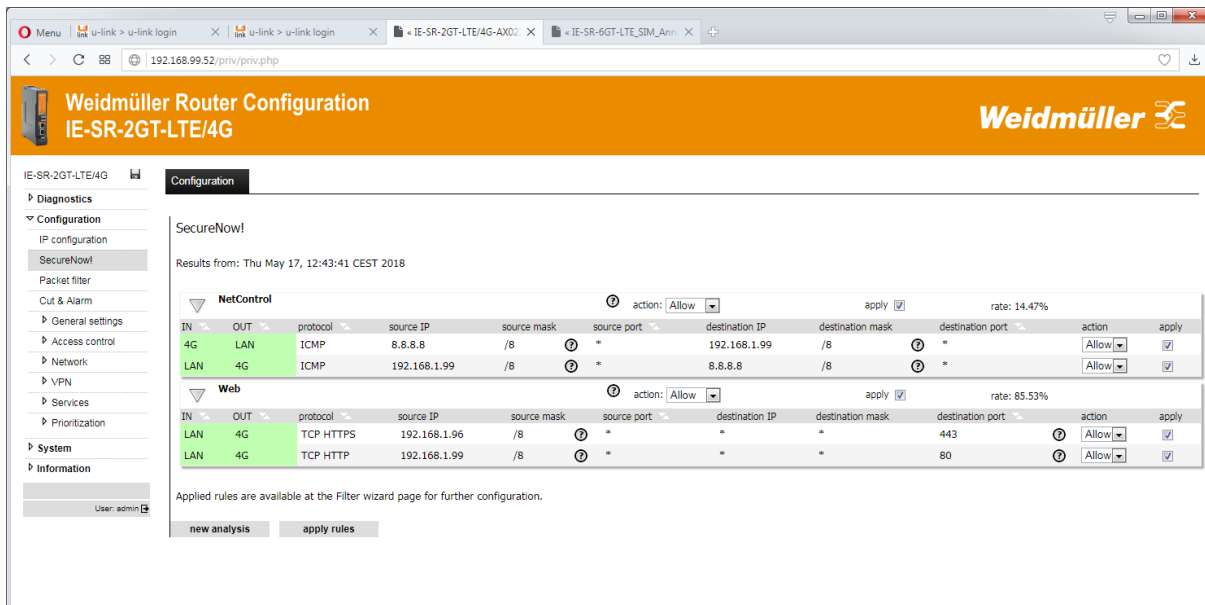 Menu u-link > u-link login u-link > u-link login « IE-SR-2GT-LTE/4G-AX02. « IE-SR-6GT-LTE_SIM_Ann
192.168.99.52/priv/priv.php
Weidmüller Router Configuration
IE-SR-2GT-LTE/4G
Weidmüller
IE-SR-2GT-LTE/4G
Diagnostics
Configuration
IP configuration
SecureNow!
Packet filter
Cut & Alarm
General settings
Access control
Network
VPN
Services
Prioritization
System
Information
User: admin
Configuration
SecureNow!
Results from: Thu May 17, 12:43:41 CEST 2018
NetControl ? action: Allow apply rate: 14.47%
IN OUT protocol source IP source mask source port destination IP destination mask destination port action apply
4G LAN ICMP 8.8.8.8 /8 ? * 192.168.1.99 /8 ? * Allow
LAN 4G ICMP 192.168.1.99 /8 ? * 8.8.8.8 /8 ? * Allow
Web ? action: Allow apply rate: 85.53%
IN OUT protocol source IP source mask source port destination IP destination mask destination port action apply
LAN 4G TCP HTTPS 192.168.1.96 /8 ? * * * 443 ? Allow
LAN 4G TCP HTTP 192.168.1.99 /8 ? * * * 80 ? Allow
Applied rules are available at the Filter wizard page for further configuration.
new analysis apply rules